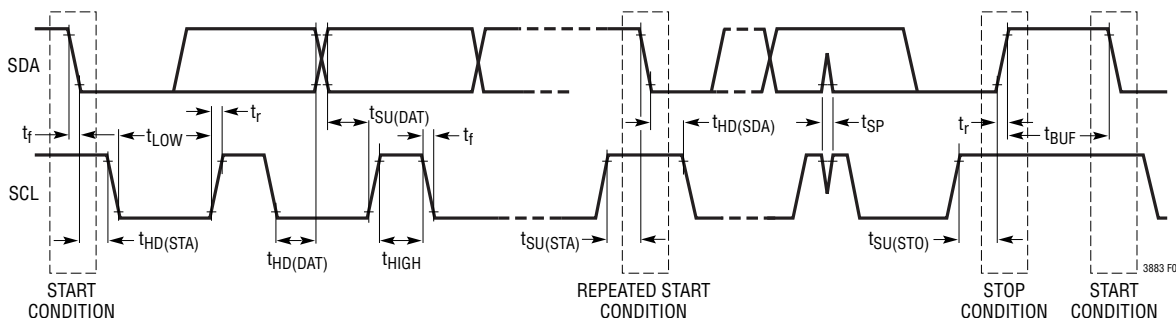 SDA
t_f
t_LOW
t_r
t_SU(DAT)
t_f
t_HD(SDA)
t_SP
t_r
t_BUF
SCL
t_HD(STA)
t_HD(DAT)
t_HIGH
t_SU(STA)
t_SU(STO)
3883 F0
START
CONDITION
REPEATED START
CONDITION
STOP
CONDITION
START
CONDITION